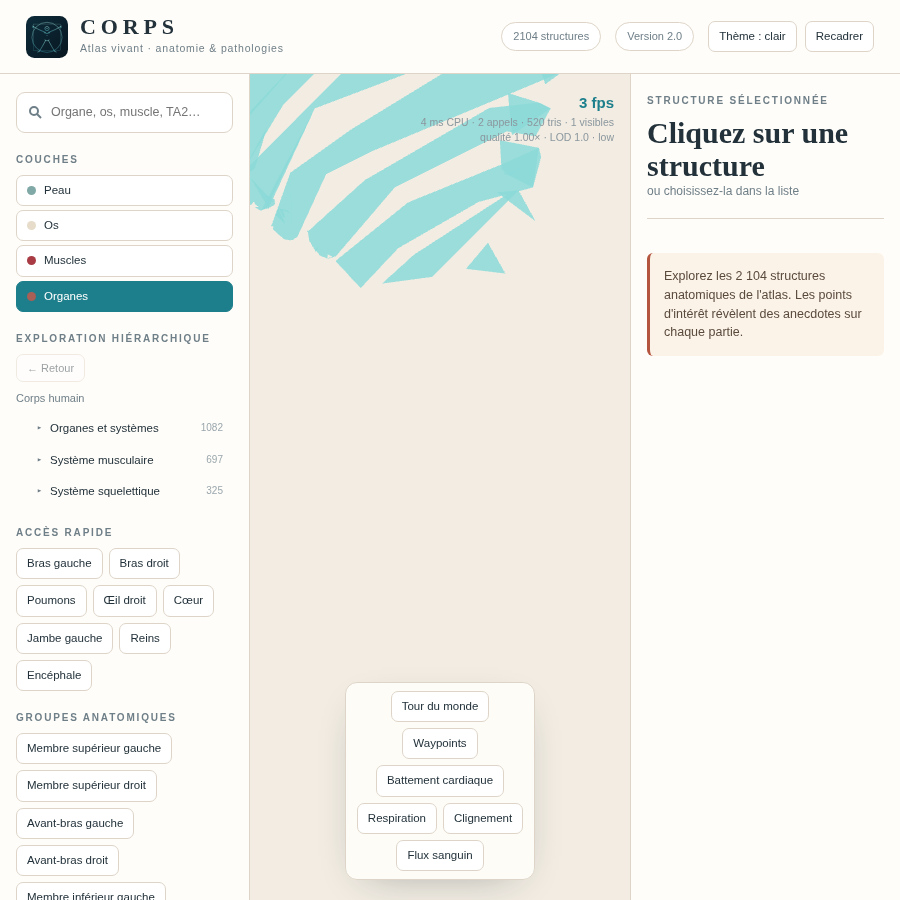 CORPS
Atlas vivant · anatomie & pathologies
2104 structures
Version 2.0
Thème : clair
Recadrer
Organe, os, muscle, TA2…
COUCHES
Peau
Os
Muscles
Organes
EXPLORATION HIÉRARCHIQUE
← Retour
Corps humain
Organes et systèmes 1082
Système musculaire 697
Système squelettique 325
ACCÈS RAPIDE
Bras gauche Bras droit
Poumons Œil droit Cœur
Jambe gauche Reins
Encéphale
GROUPES ANATOMIQUES
Membre supérieur gauche
Membre supérieur droit
Avant-bras gauche
Avant-bras droit
Membre inférieur gauche
3 fps
4 ms CPU · 2 appels · 520 tris · 1 visibles
qualité 1.00× · LOD 1.0 · low
Tour du monde
Waypoints
Battement cardiaque
Respiration Clignement
Flux sanguin
STRUCTURE SÉLECTIONNÉE
Cliquez sur une
structure
ou choisissez-la dans la liste
Explorez les 2 104 structures
anatomiques de l'atlas. Les points
d'intérêt révèlent des anecdotes sur
chaque partie.